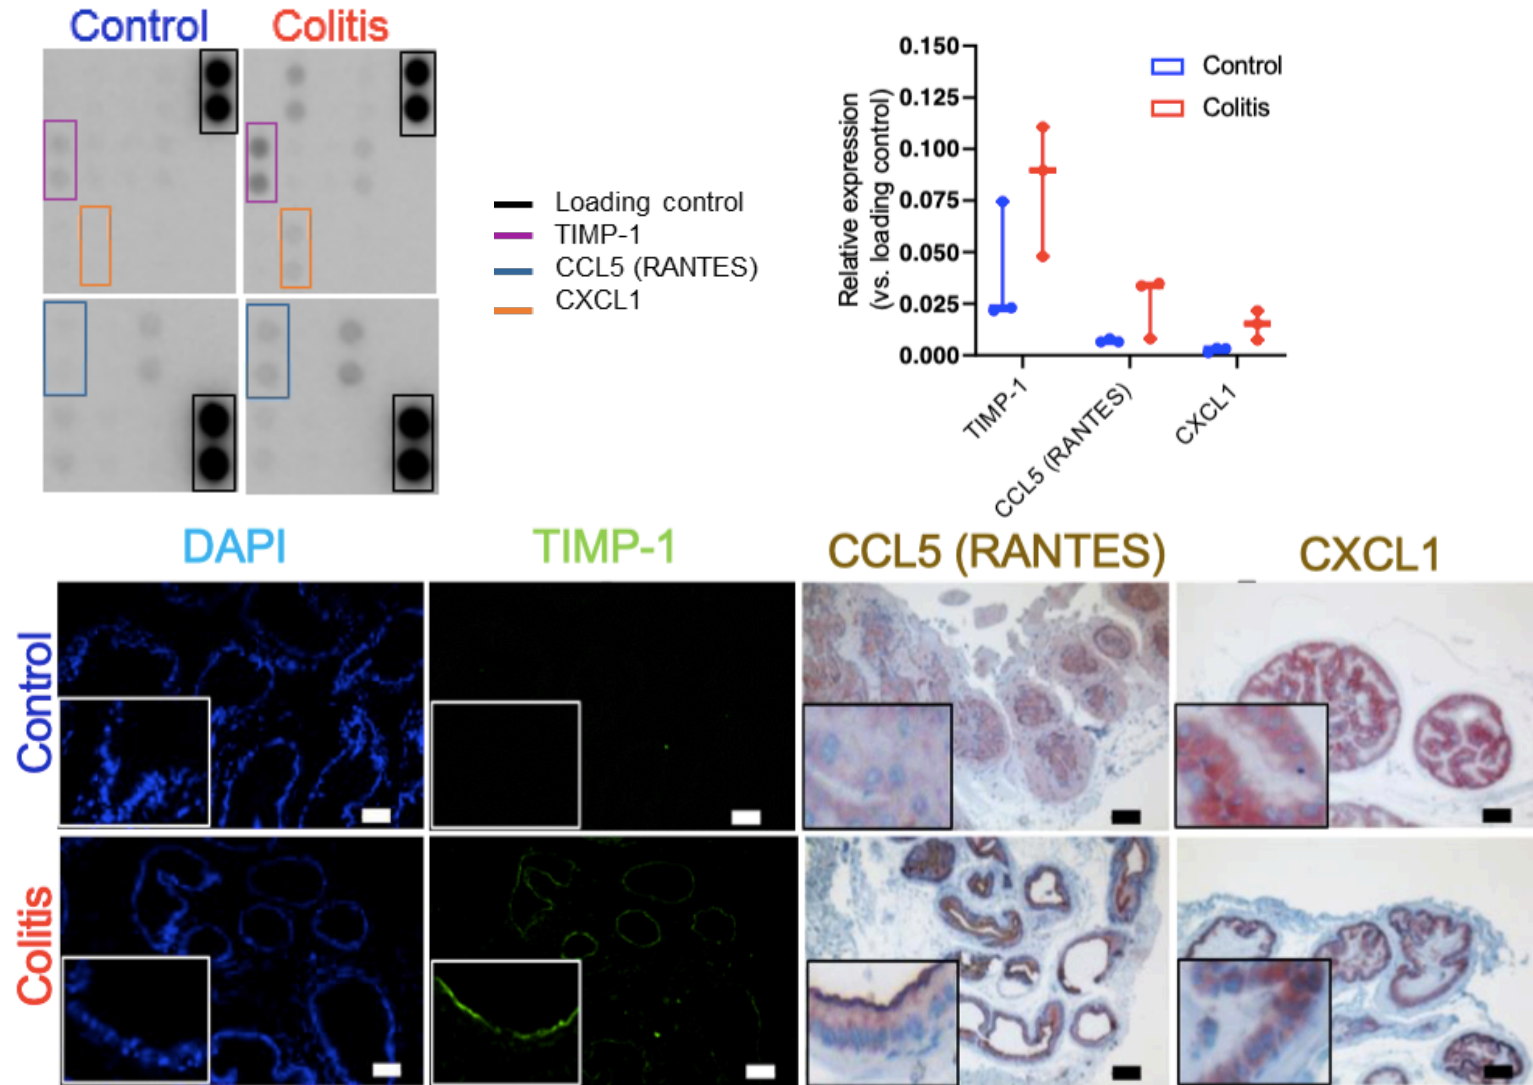 Control Colitis
Loading control
TIMP-1
CCL5 (RANTES)
CXCL1
Relative expression
(vs. loading control)
0.150
0.125
0.100
0.075
0.050
0.025
0.000
Control
Colitis
TIMP-1
CCL5 (RANTES)
CXCL1
DAPI TIMP-1 CCL5 (RANTES) CXCL1
Control
Colitis